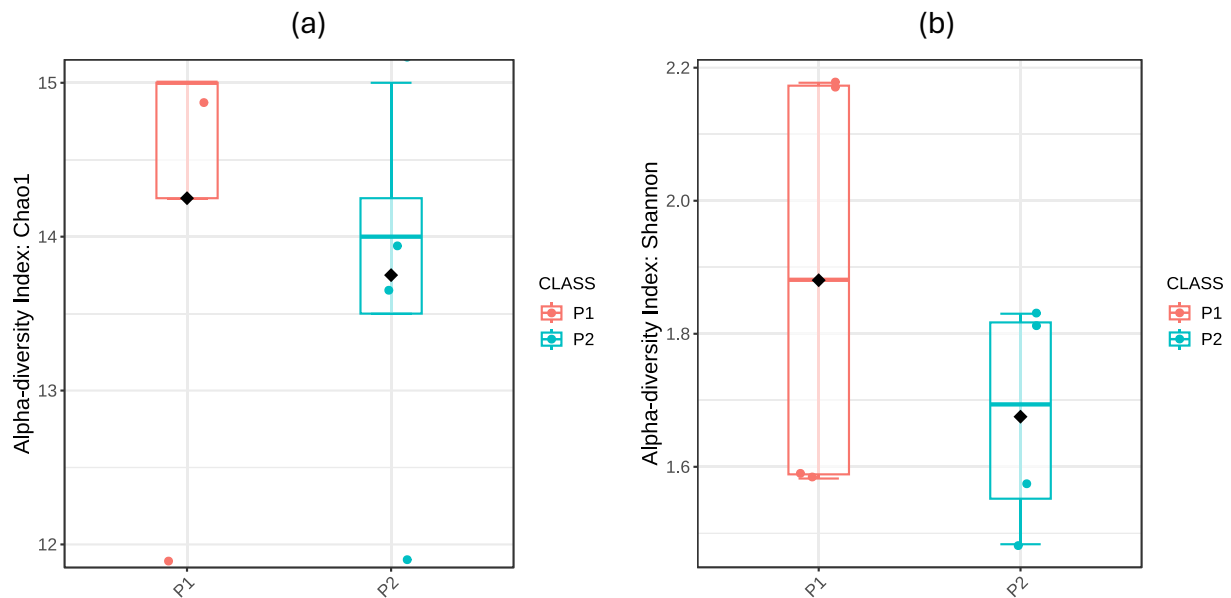 (a)
Alpha-diversity Index: Chao1
15
14
13
12
P1
P2
CLASS
P1
P2
(b)
Alpha-diversity Index: Shannon
2.2
2.0
1.8
1.6
P1
P2
CLASS
P1
P2